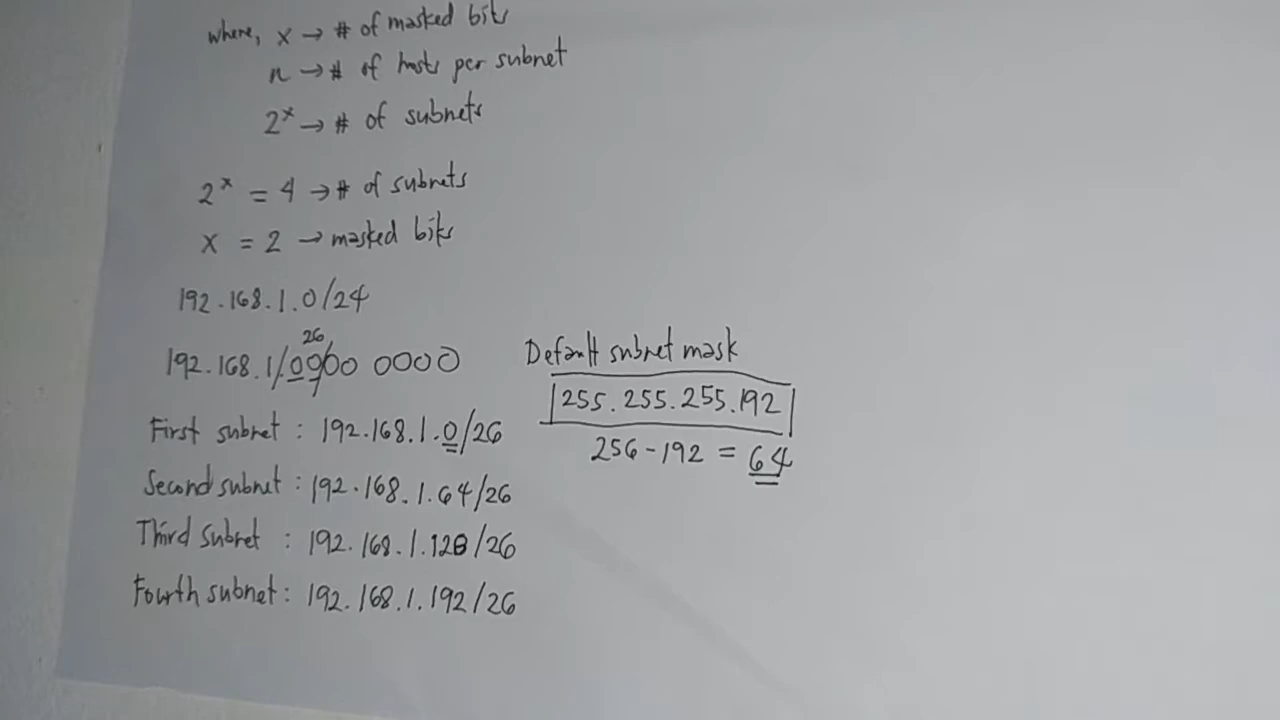 where, x → # of masked bits
n → # of hosts per subnet
2ˣ → # of subnets
2ˣ = 4 → # of subnets
x = 2 → masked bits
192.168.1.0/24
26
192.168.1/00/00 0000
Default subnet mask
255.255.255.192
256-192 = 64
First subnet : 192.168.1.0/26
Second subnet : 192.168.1.64/26
Third subnet : 192.168.1.128/26
Fourth subnet : 192.168.1.192/26